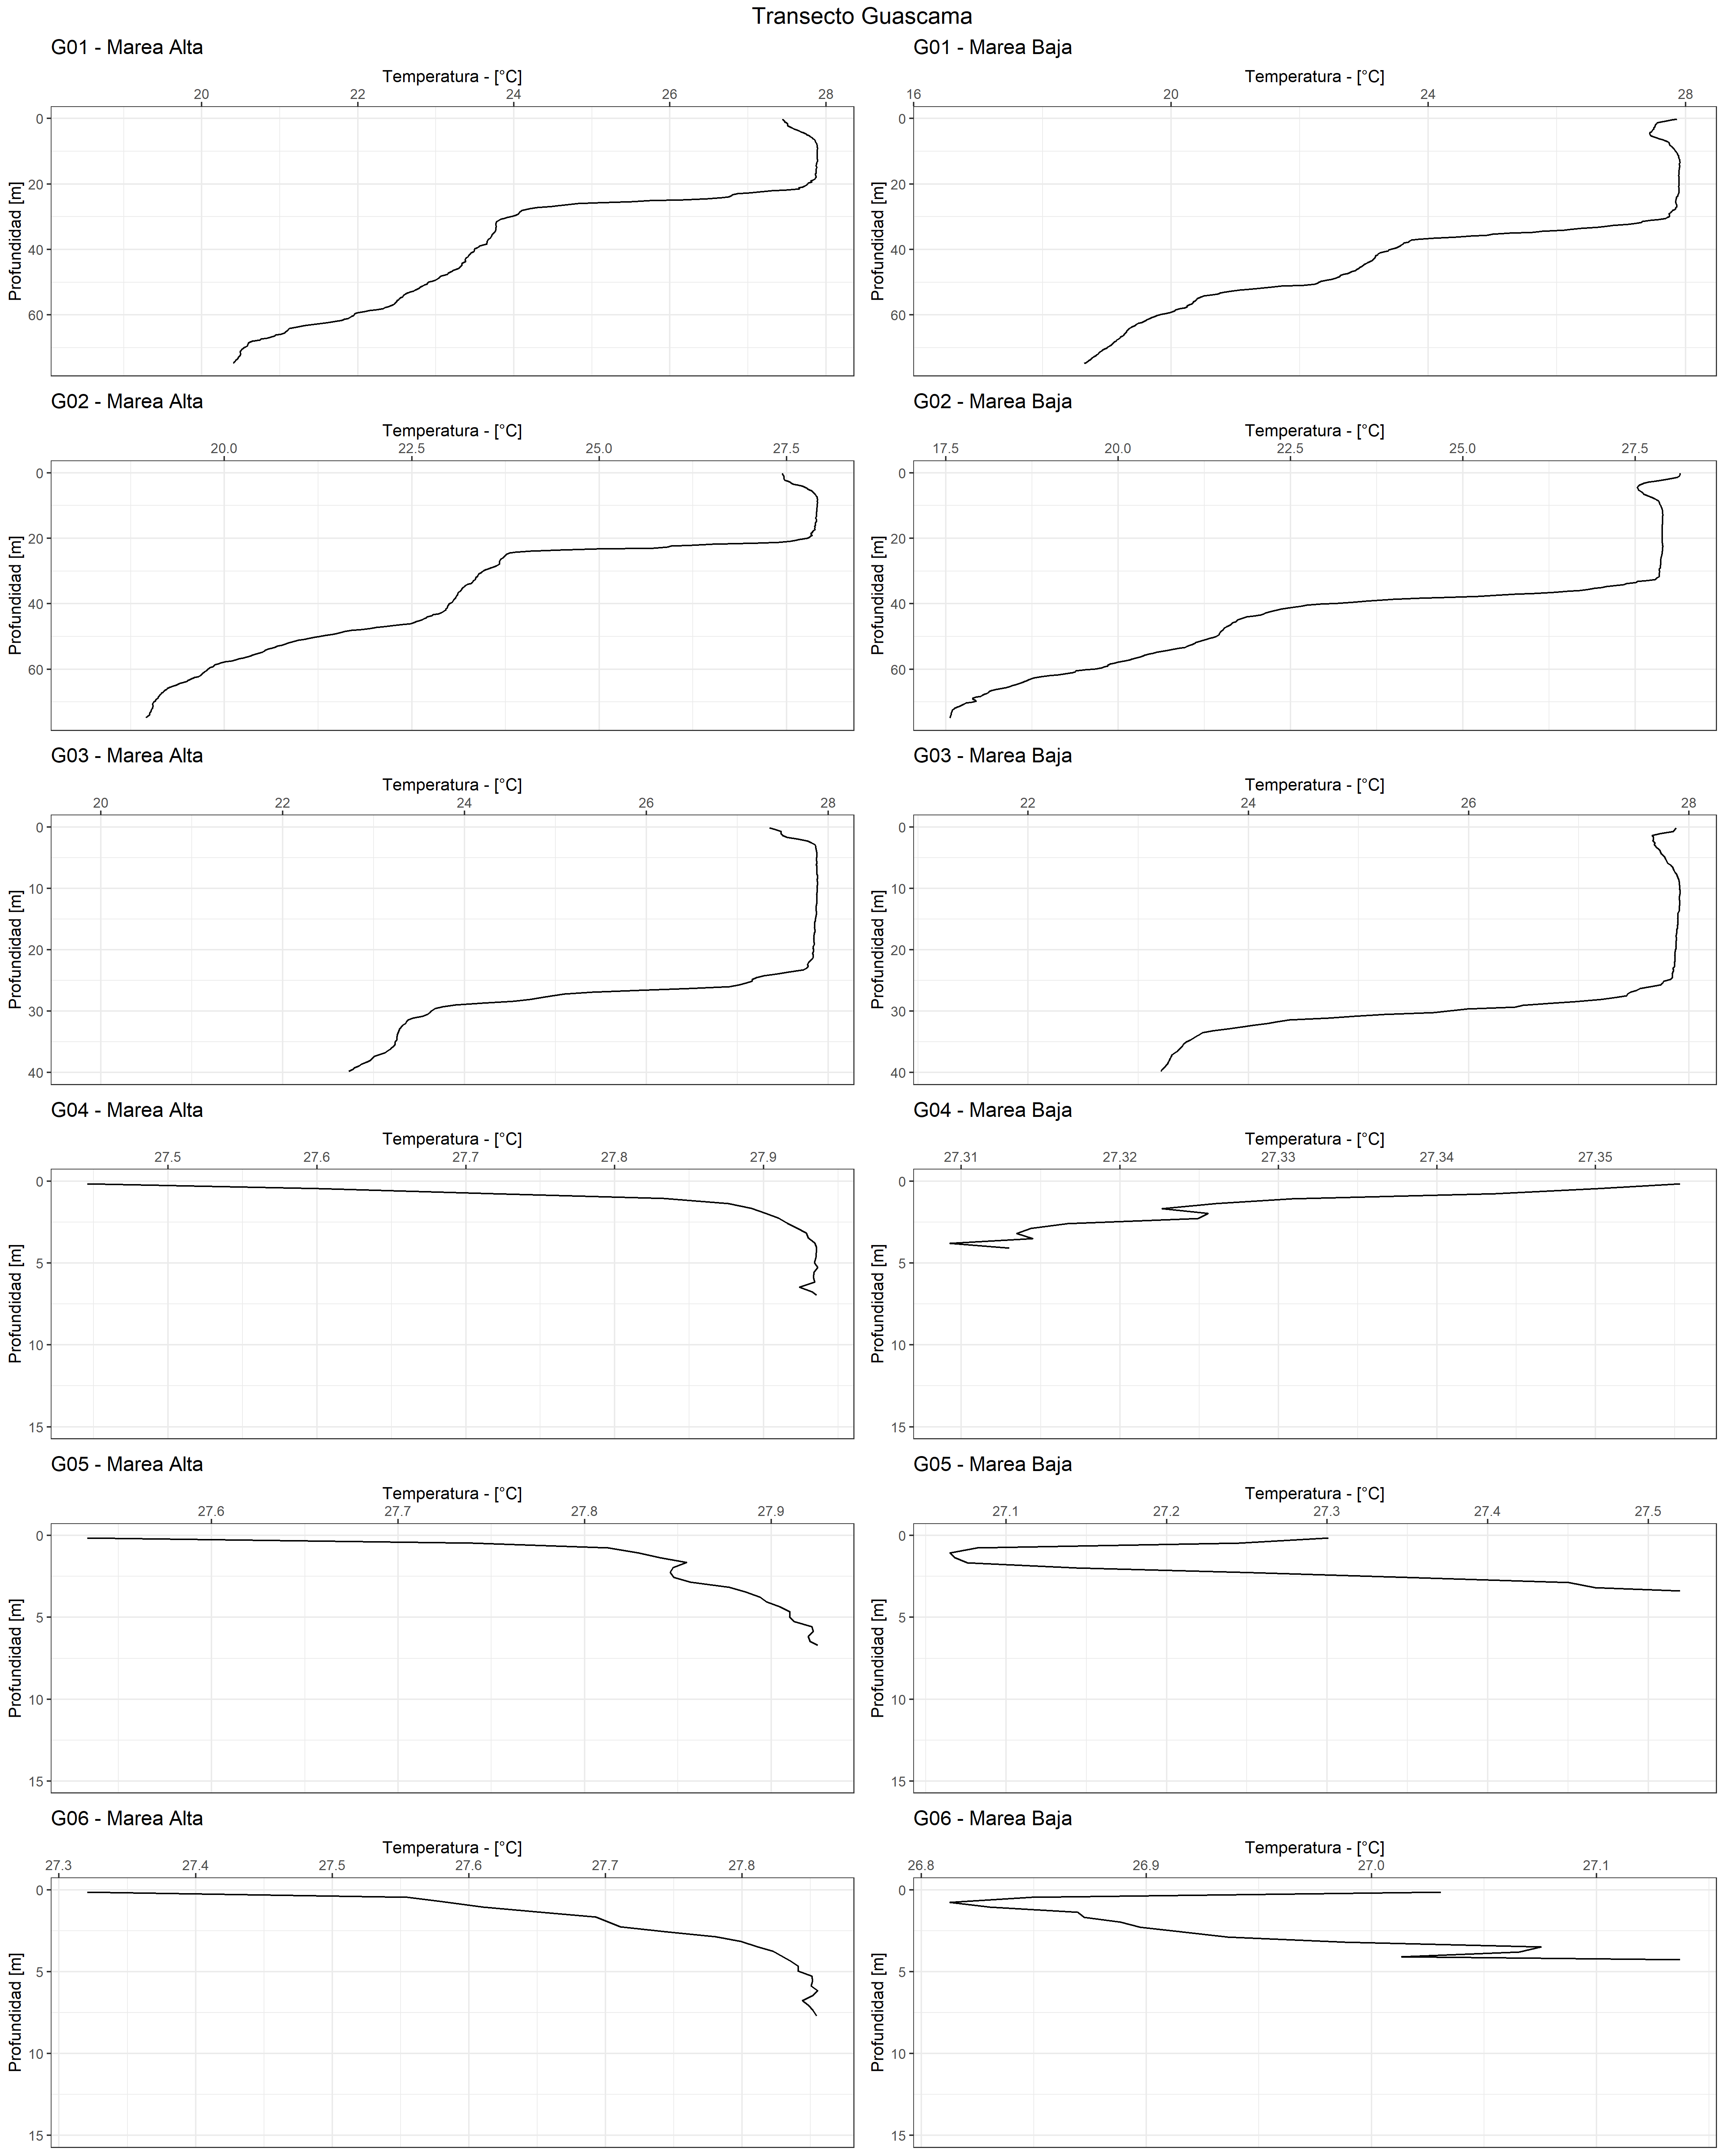 Transecto Guascama
G01 - Marea Alta
Temperatura - [°C]
20 22 24 26 28
Profundidad [m]
0
20
40
60
G01 - Marea Baja
Temperatura - [°C]
16 20 24 28
Profundidad [m]
0
20
40
60
G02 - Marea Alta
Temperatura - [°C]
20.0 22.5 25.0 27.5
Profundidad [m]
0
20
40
60
G02 - Marea Baja
Temperatura - [°C]
17.5 20.0 22.5 25.0 27.5
Profundidad [m]
0
20
40
60
G03 - Marea Alta
Temperatura - [°C]
20 22 24 26 28
Profundidad [m]
0
10
20
30
40
G03 - Marea Baja
Temperatura - [°C]
22 24 26 28
Profundidad [m]
0
10
20
30
40
G04 - Marea Alta
Temperatura - [°C]
27.5 27.6 27.7 27.8 27.9
Profundidad [m]
0
5
10
15
G04 - Marea Baja
Temperatura - [°C]
27.31 27.32 27.33 27.34 27.35
Profundidad [m]
0
5
10
15
G05 - Marea Alta
Temperatura - [°C]
27.6 27.7 27.8 27.9
Profundidad [m]
0
5
10
15
G05 - Marea Baja
Temperatura - [°C]
27.1 27.2 27.3 27.4 27.5
Profundidad [m]
0
5
10
15
G06 - Marea Alta
Temperatura - [°C]
27.3 27.4 27.5 27.6 27.7 27.8
Profundidad [m]
0
5
10
15
G06 - Marea Baja
Temperatura - [°C]
26.8 26.9 27.0 27.1
Profundidad [m]
0
5
10
15